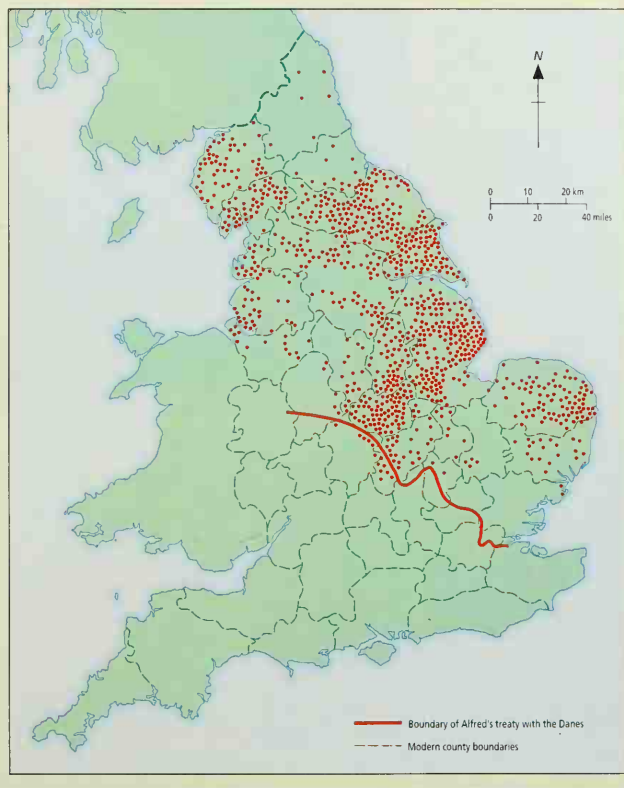 N
0 10 20 km
0 20 40 miles
Boundary of Alfred's treaty with the Danes
Modern county boundaries